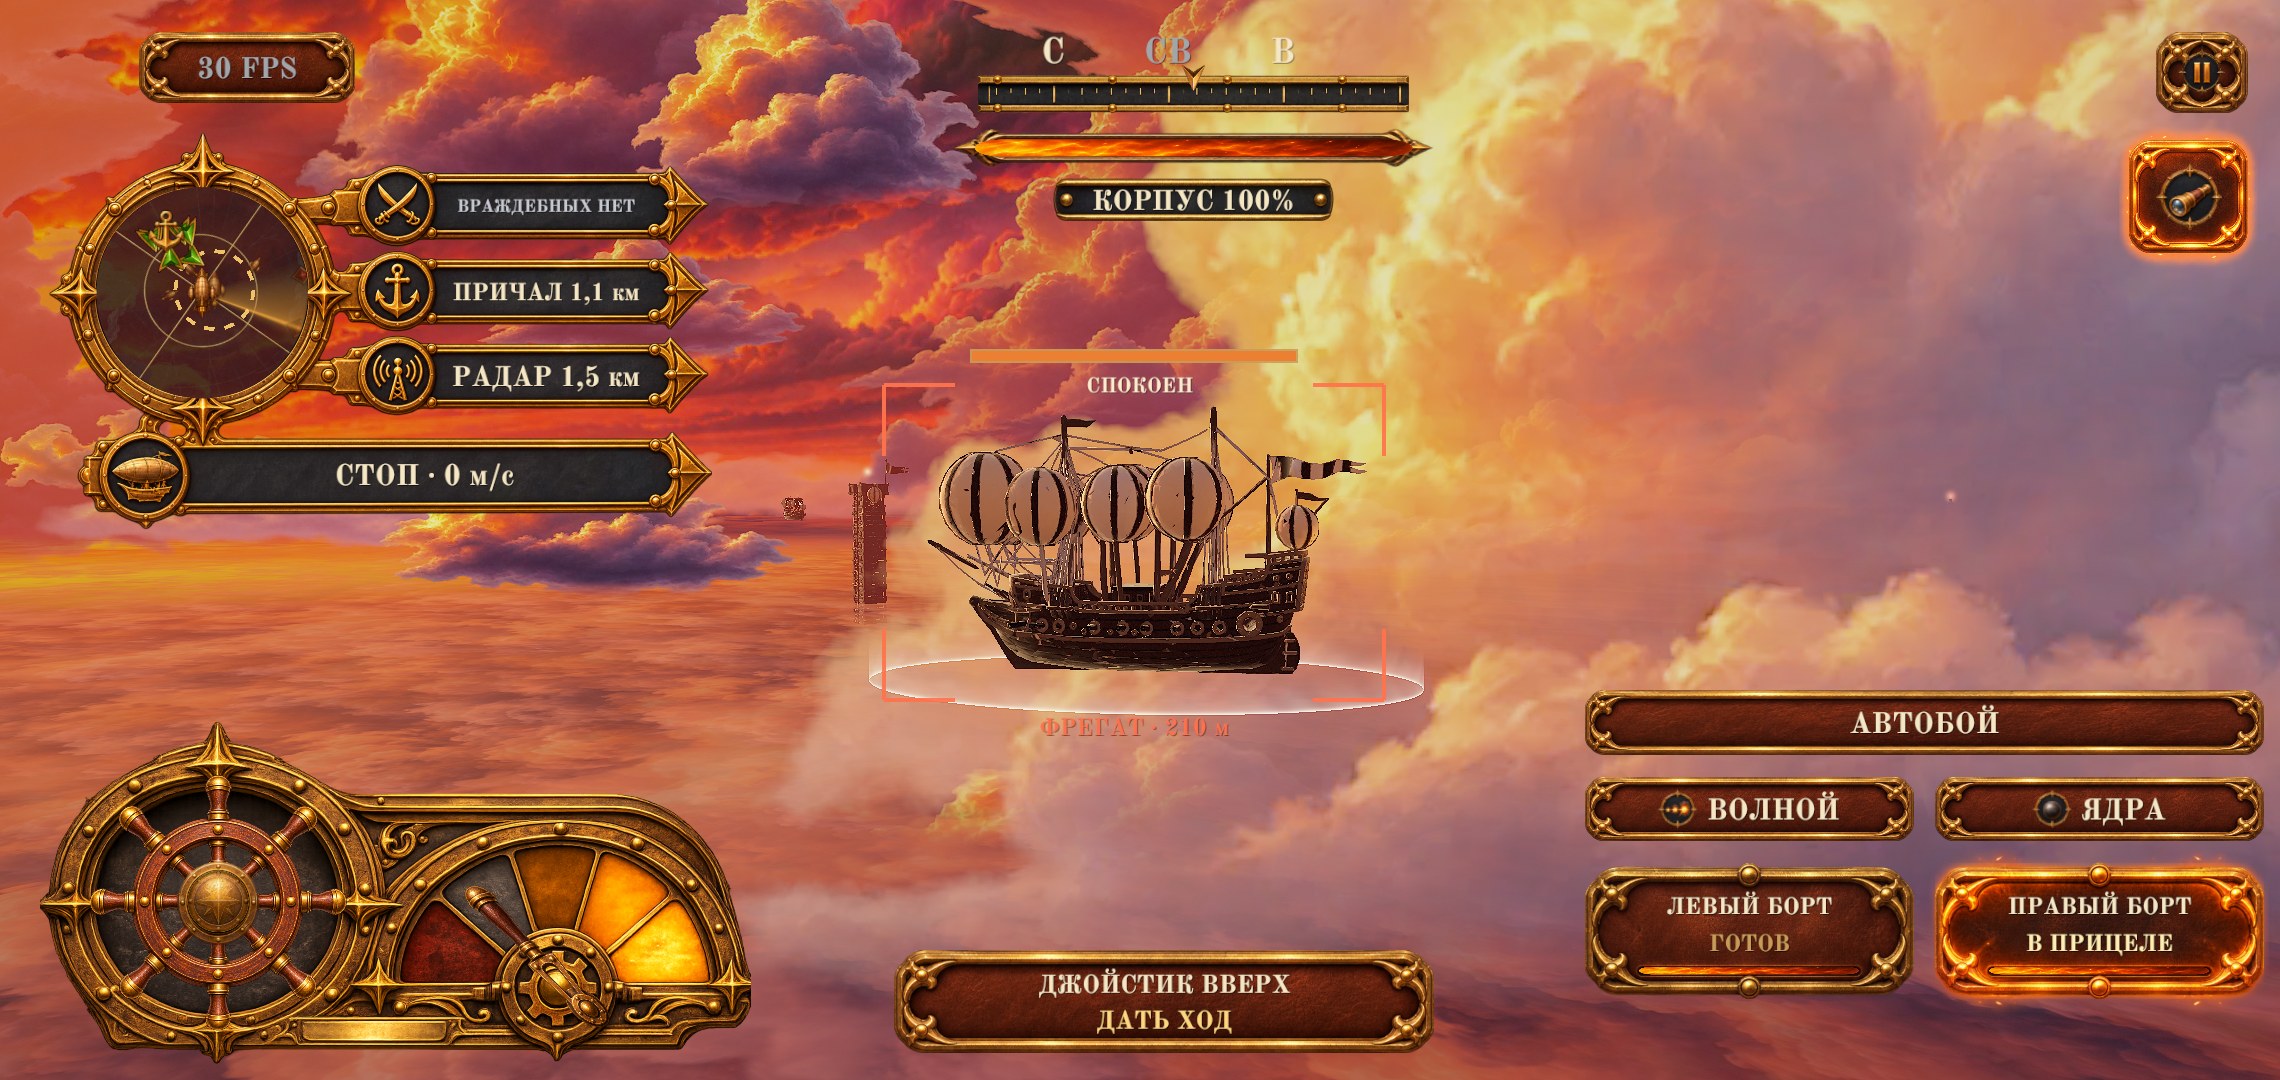 30 FPS
С СВ В
КОРПУС 100%
ВРАЖДЕБНЫХ НЕТ
ПРИЧАЛ 1,1 км
РАДАР 1,5 км
СТОП · 0 м/с
СПОКОЕН
ФРЕГАТ · 210 м
АВТОБОЙ
ВОЛНОЙ
ЯДРА
ЛЕВЫЙ БОРТ
ГОТОВ
ПРАВЫЙ БОРТ
В ПРИЦЕЛЕ
ДЖОЙСТИК ВВЕРХ
ДАТЬ ХОД